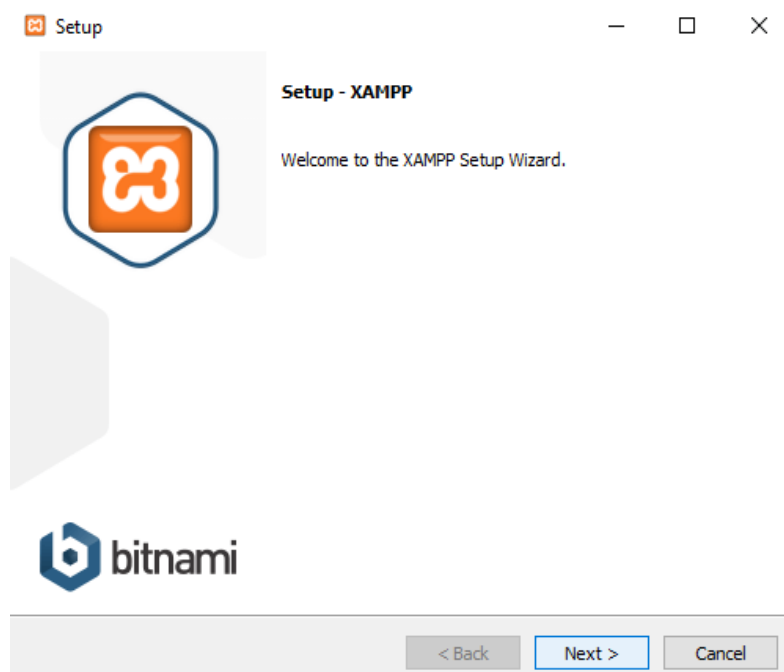 Setup
Setup - XAMPP
Welcome to the XAMPP Setup Wizard.
bitnami
< Back Next > Cancel